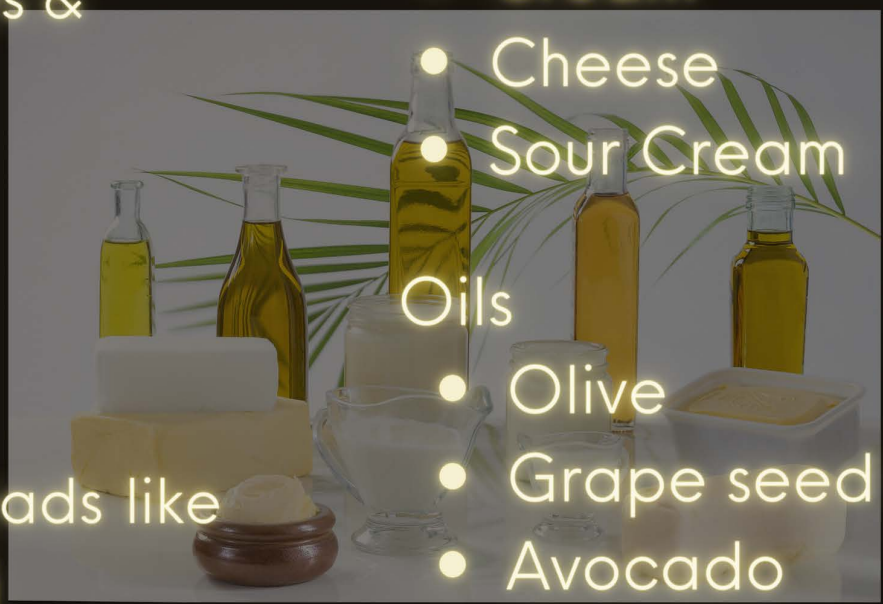 s &
Cheese
Sour Cream
Oils
Olive
Grape seed
ads like
Avocado